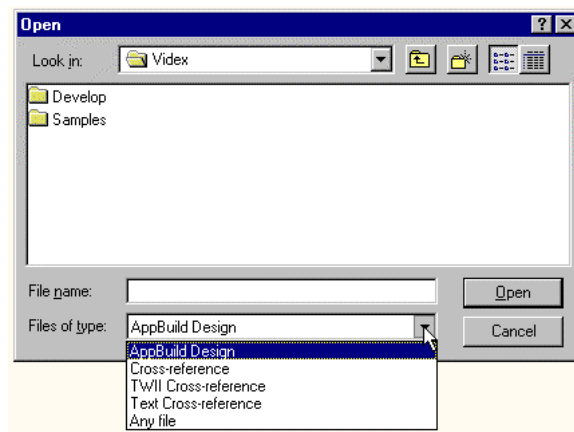 Open
Look in: Videx
Develop
Samples
File name: Open
Files of type: AppBuild Design Cancel
AppBuild Design
Cross-reference
TWII Cross-reference
Text Cross-reference
Any file